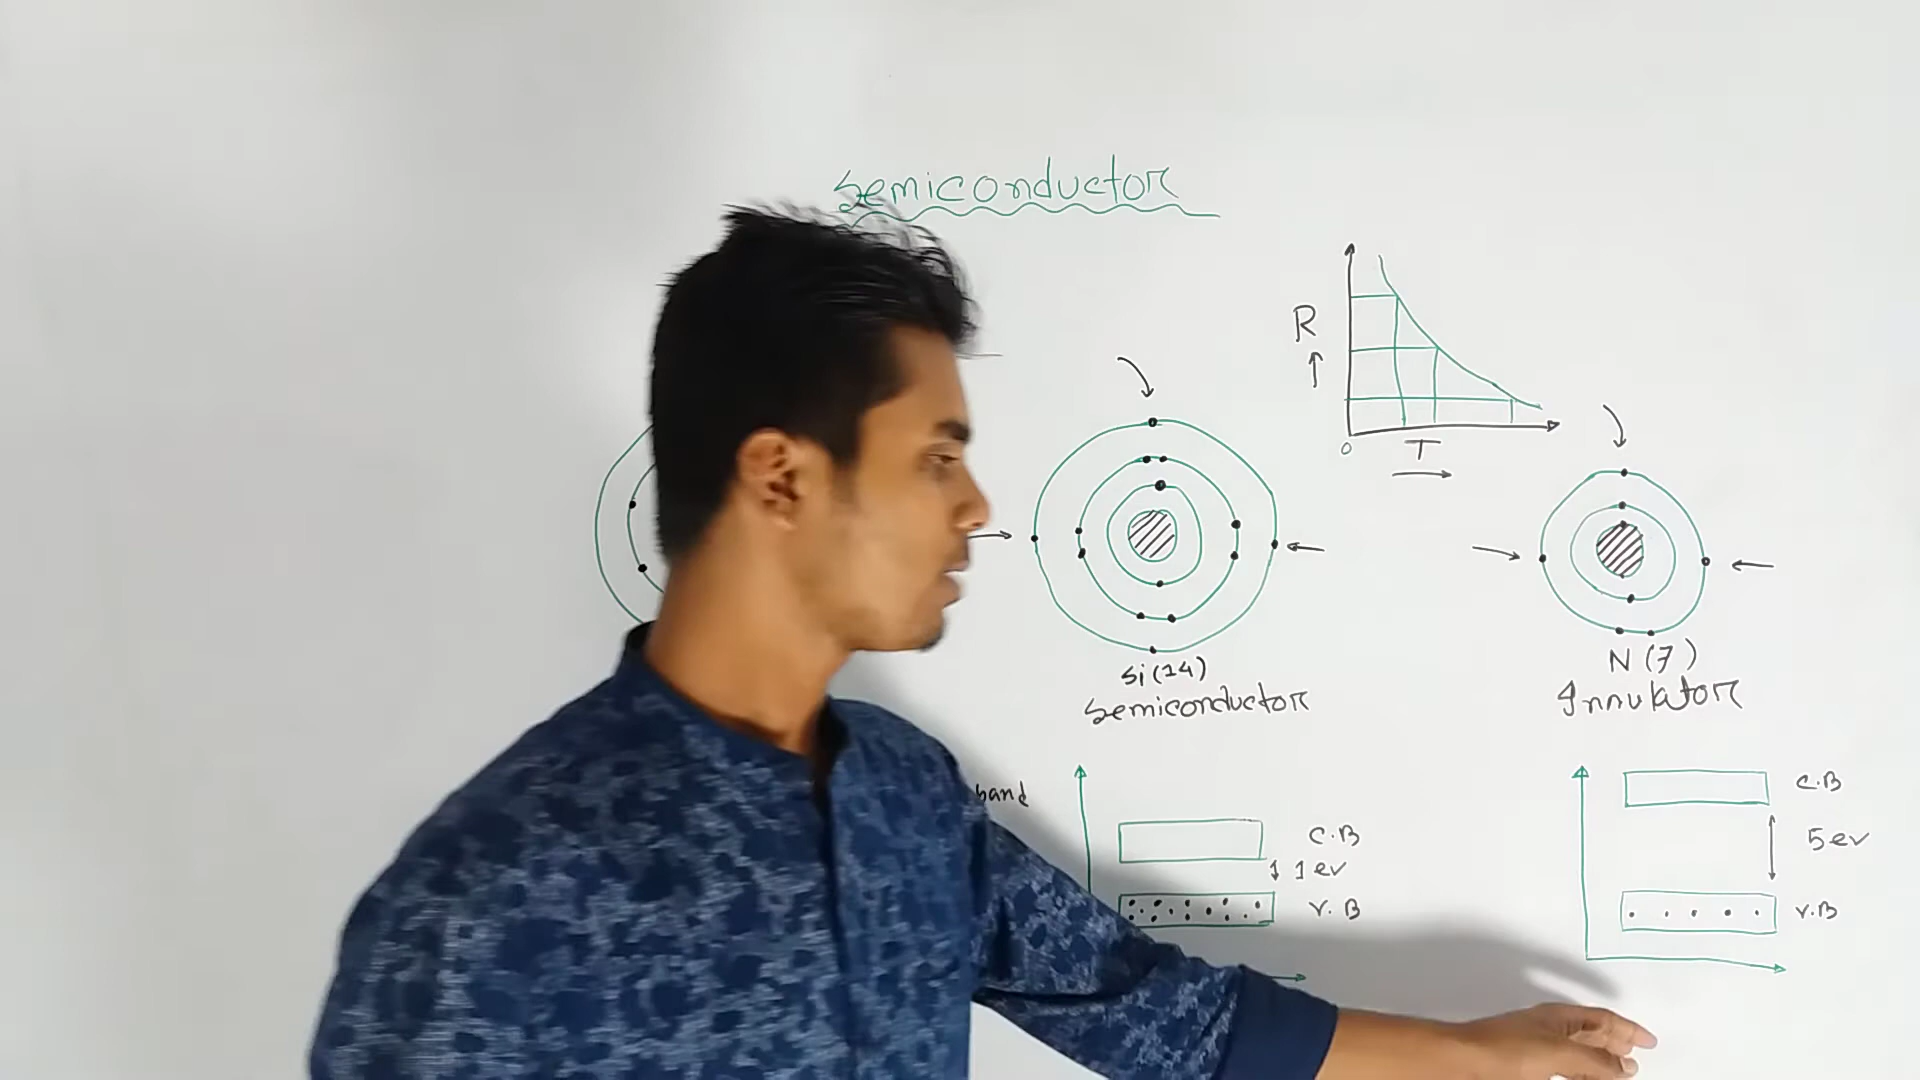 Semiconductor
R
↑
0
T
→
Si(14)
Semiconductor
N (7)
Innulator
band
C.B
1 ev
V. B
C.B
5 ev
V.B